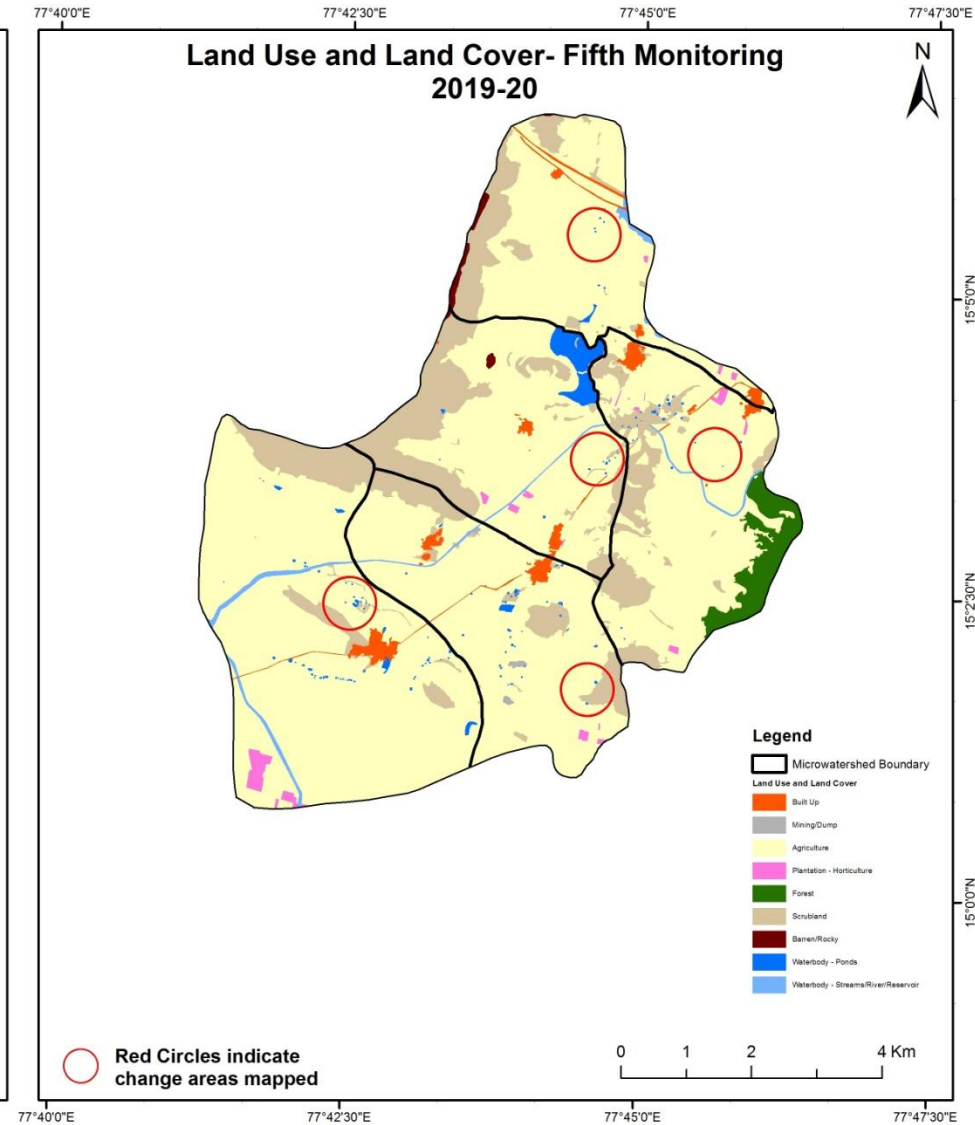 77°40'0"E 77°42'30"E 77°45'0"E 77°47'30"E
Land Use and Land Cover- Fifth Monitoring
2019-20
N
15°5'0"N
15°2'30"N
15°0'0"N
Legend
Microwatershed Boundary
Land Use and Land Cover
Built Up
Mining/Dump
Agriculture
Plantation - Horticulture
Forest
Scrubland
Barren/Rocky
Waterbody - Ponds
Waterbody - Streams/River/Reservoir
Red Circles indicate
change areas mapped
0 1 2 4 Km
77°40'0"E 77°42'30"E 77°45'0"E 77°47'30"E